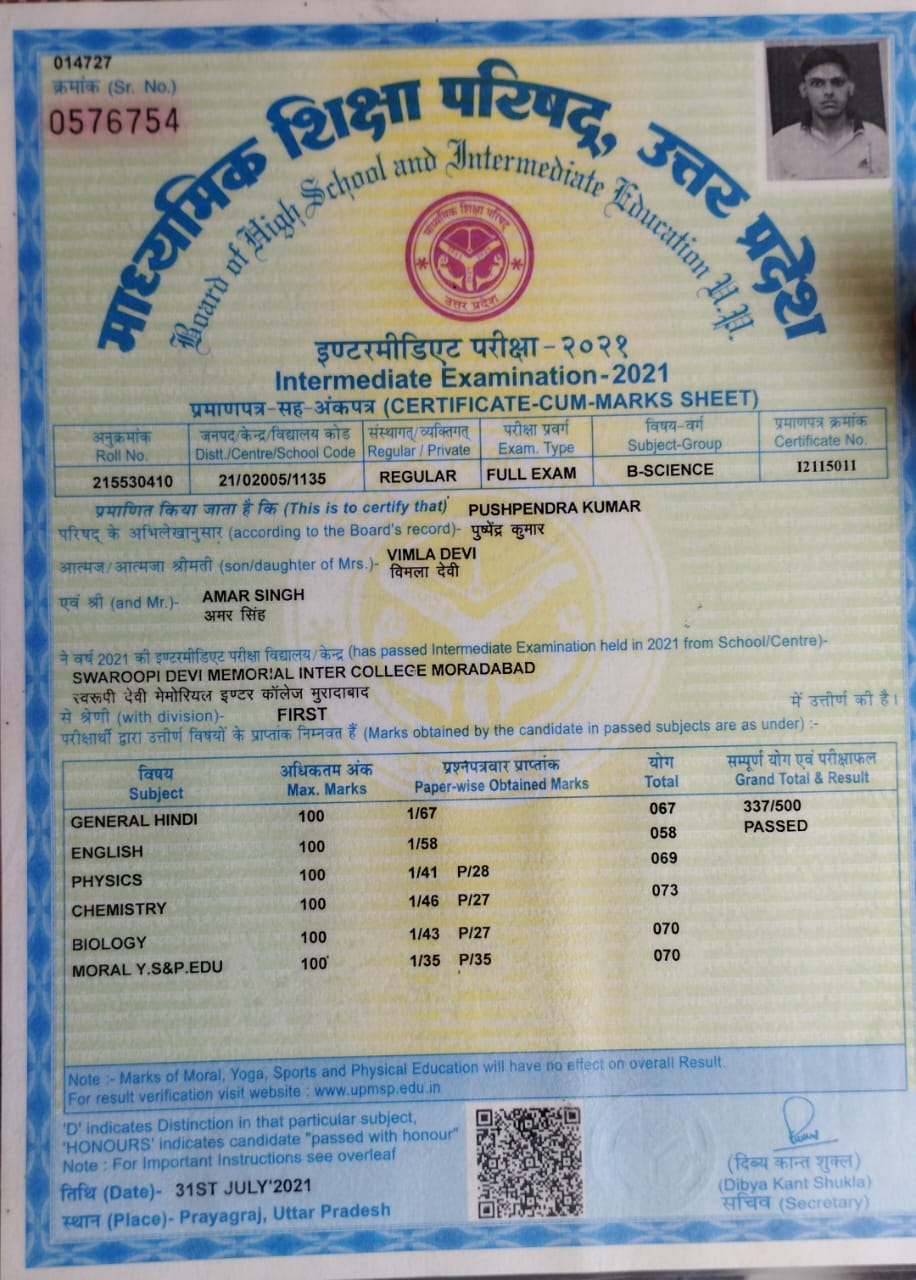 014727
क्रमांक (Sr. No.)
0576754
माध्यमिक शिक्षा परिषद्, उत्तर प्रदेश
Board of High School and Intermediate Education U.P.
माध्यमिक शिक्षा परिषद
उत्तर प्रदेश
इण्टरमीडिएट परीक्षा-२०२१
Intermediate Examination-2021
प्रमाणपत्र-सह-अंकपत्र (CERTIFICATE-CUM-MARKS SHEET)
अनुक्रमांक जनपद/केन्द्र/विद्यालय कोड संस्थागत्/व्यक्तिगत् परीक्षा प्रवर्ग विषय-वर्ग प्रमाणपत्र क्रमांक
Roll No. Distt./Centre/School Code Regular / Private Exam. Type Subject-Group Certificate No.
215530410 21/02005/1135 REGULAR FULL EXAM B-SCIENCE I2115011
प्रमाणित किया जाता है कि (This is to certify that) PUSHPENDRA KUMAR
परिषद् के अभिलेखानुसार (according to the Board's record)- पुष्पेंद्र कुमार
आत्मज/आत्मजा श्रीमती (son/daughter of Mrs.)- VIMLA DEVI
विमला देवी
एवं श्री (and Mr.)- AMAR SINGH
अमर सिंह
ने वर्ष 2021 की इण्टरमीडिएट परीक्षा विद्यालय/केन्द्र (has passed Intermediate Examination held in 2021 from School/Centre)-
SWAROOPI DEVI MEMORIAL INTER COLLEGE MORADABAD
स्वरूपी देवी मेमोरियल इण्टर कॉलेज मुरादाबाद में उत्तीर्ण की है।
से श्रेणी (with division)- FIRST
परीक्षार्थी द्वारा उत्तीर्ण विषयों के प्राप्तांक निम्नवत हैं (Marks obtained by the candidate in passed subjects are as under) :-
विषय अधिकतम अंक प्रश्नपत्रवार प्राप्तांक योग सम्पूर्ण योग एवं परीक्षाफल
Subject Max. Marks Paper-wise Obtained Marks Total Grand Total & Result
GENERAL HINDI 100 1/67 067 337/500
PASSED
ENGLISH 100 1/58 058
PHYSICS 100 1/41 P/28 069
CHEMISTRY 100 1/46 P/27 073
BIOLOGY 100 1/43 P/27 070
MORAL Y.S&P.EDU 100 1/35 P/35 070
Note :- Marks of Moral, Yoga, Sports and Physical Education will have no effect on overall Result.
For result verification visit website : www.upmsp.edu.in
'D' indicates Distinction in that particular subject,
'HONOURS' indicates candidate "passed with honour"
Note : For Important Instructions see overleaf
तिथि (Date)- 31ST JULY'2021
स्थान (Place)- Prayagraj, Uttar Pradesh
(दिब्य कान्त शुक्ल)
(Dibya Kant Shukla)
सचिव (Secretary)